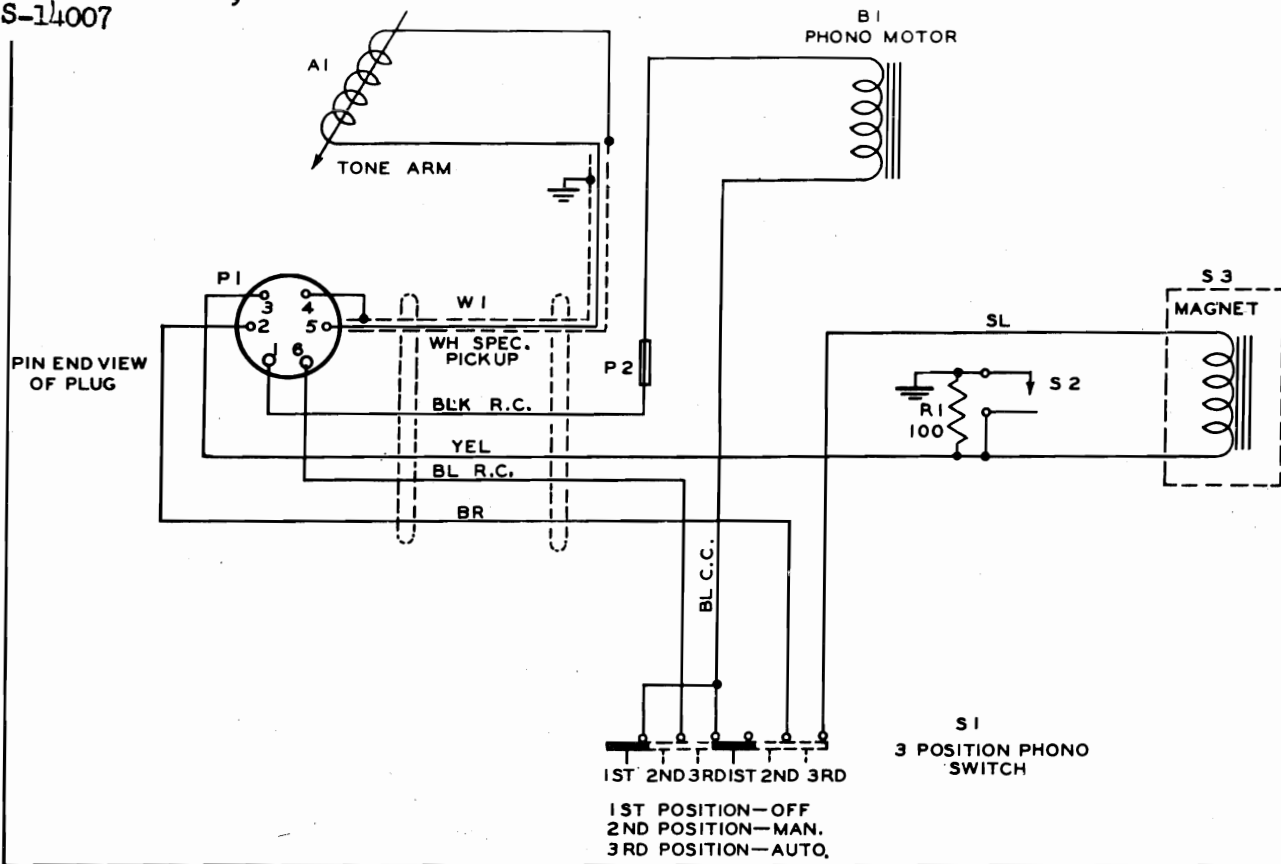 S-14007
B1
PHONO MOTOR
A1
TONE ARM
P1
3
4
2
5
1
6
W1
WH SPEC.
PICKUP
P2
PIN END VIEW
OF PLUG
BLK R.C.
YEL
BL R.C.
BR
BL C.C.
SL
S3
MAGNET
S2
R1
100
S1
3 POSITION PHONO
SWITCH
1ST 2ND 3RD 1ST 2ND 3RD
1ST POSITION—OFF
2ND POSITION—MAN.
3RD POSITION—AUTO.